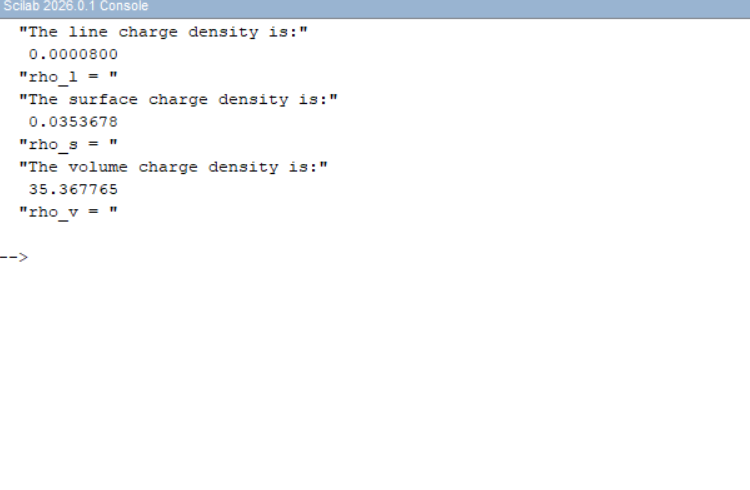 Scilab 2026.0.1 Console
"The line charge density is:"
0.0000800
"rho_l = "
"The surface charge density is:"
0.0353678
"rho_s = "
"The volume charge density is:"
35.367765
"rho_v = "
-->